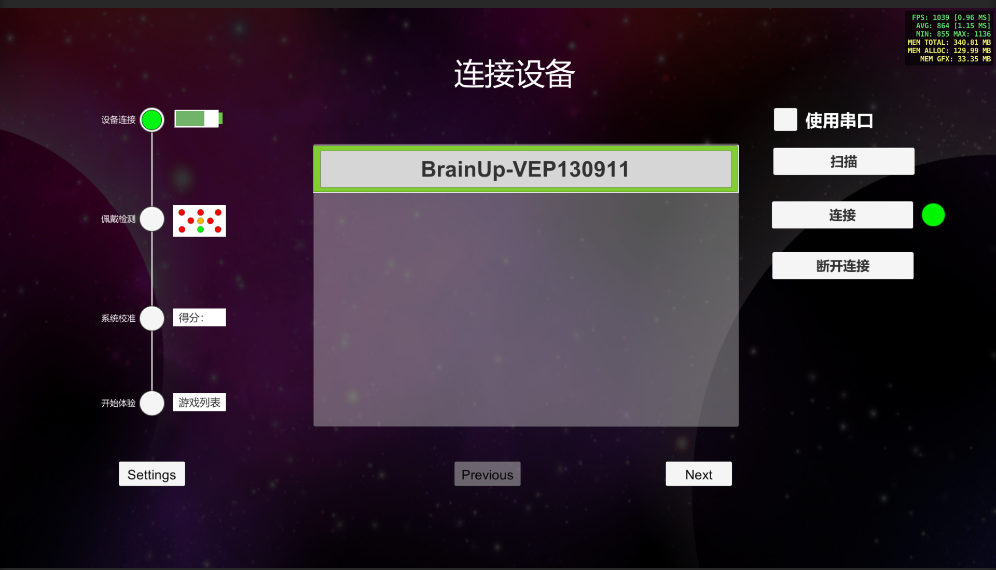 FPS: 1039 [0.96 MS]
AVG: 864 [1.15 MS]
MIN: 855 MAX: 1136
MEM TOTAL: 340.81 MB
MEM ALLOC: 129.99 MB
MEM GFX: 33.35 MB
连接设备
设备连接
佩戴检测
系统校准
得分:
开始体验
游戏列表
BrainUp-VEP130911
使用串口
扫描
连接
断开连接
Settings
Previous
Next